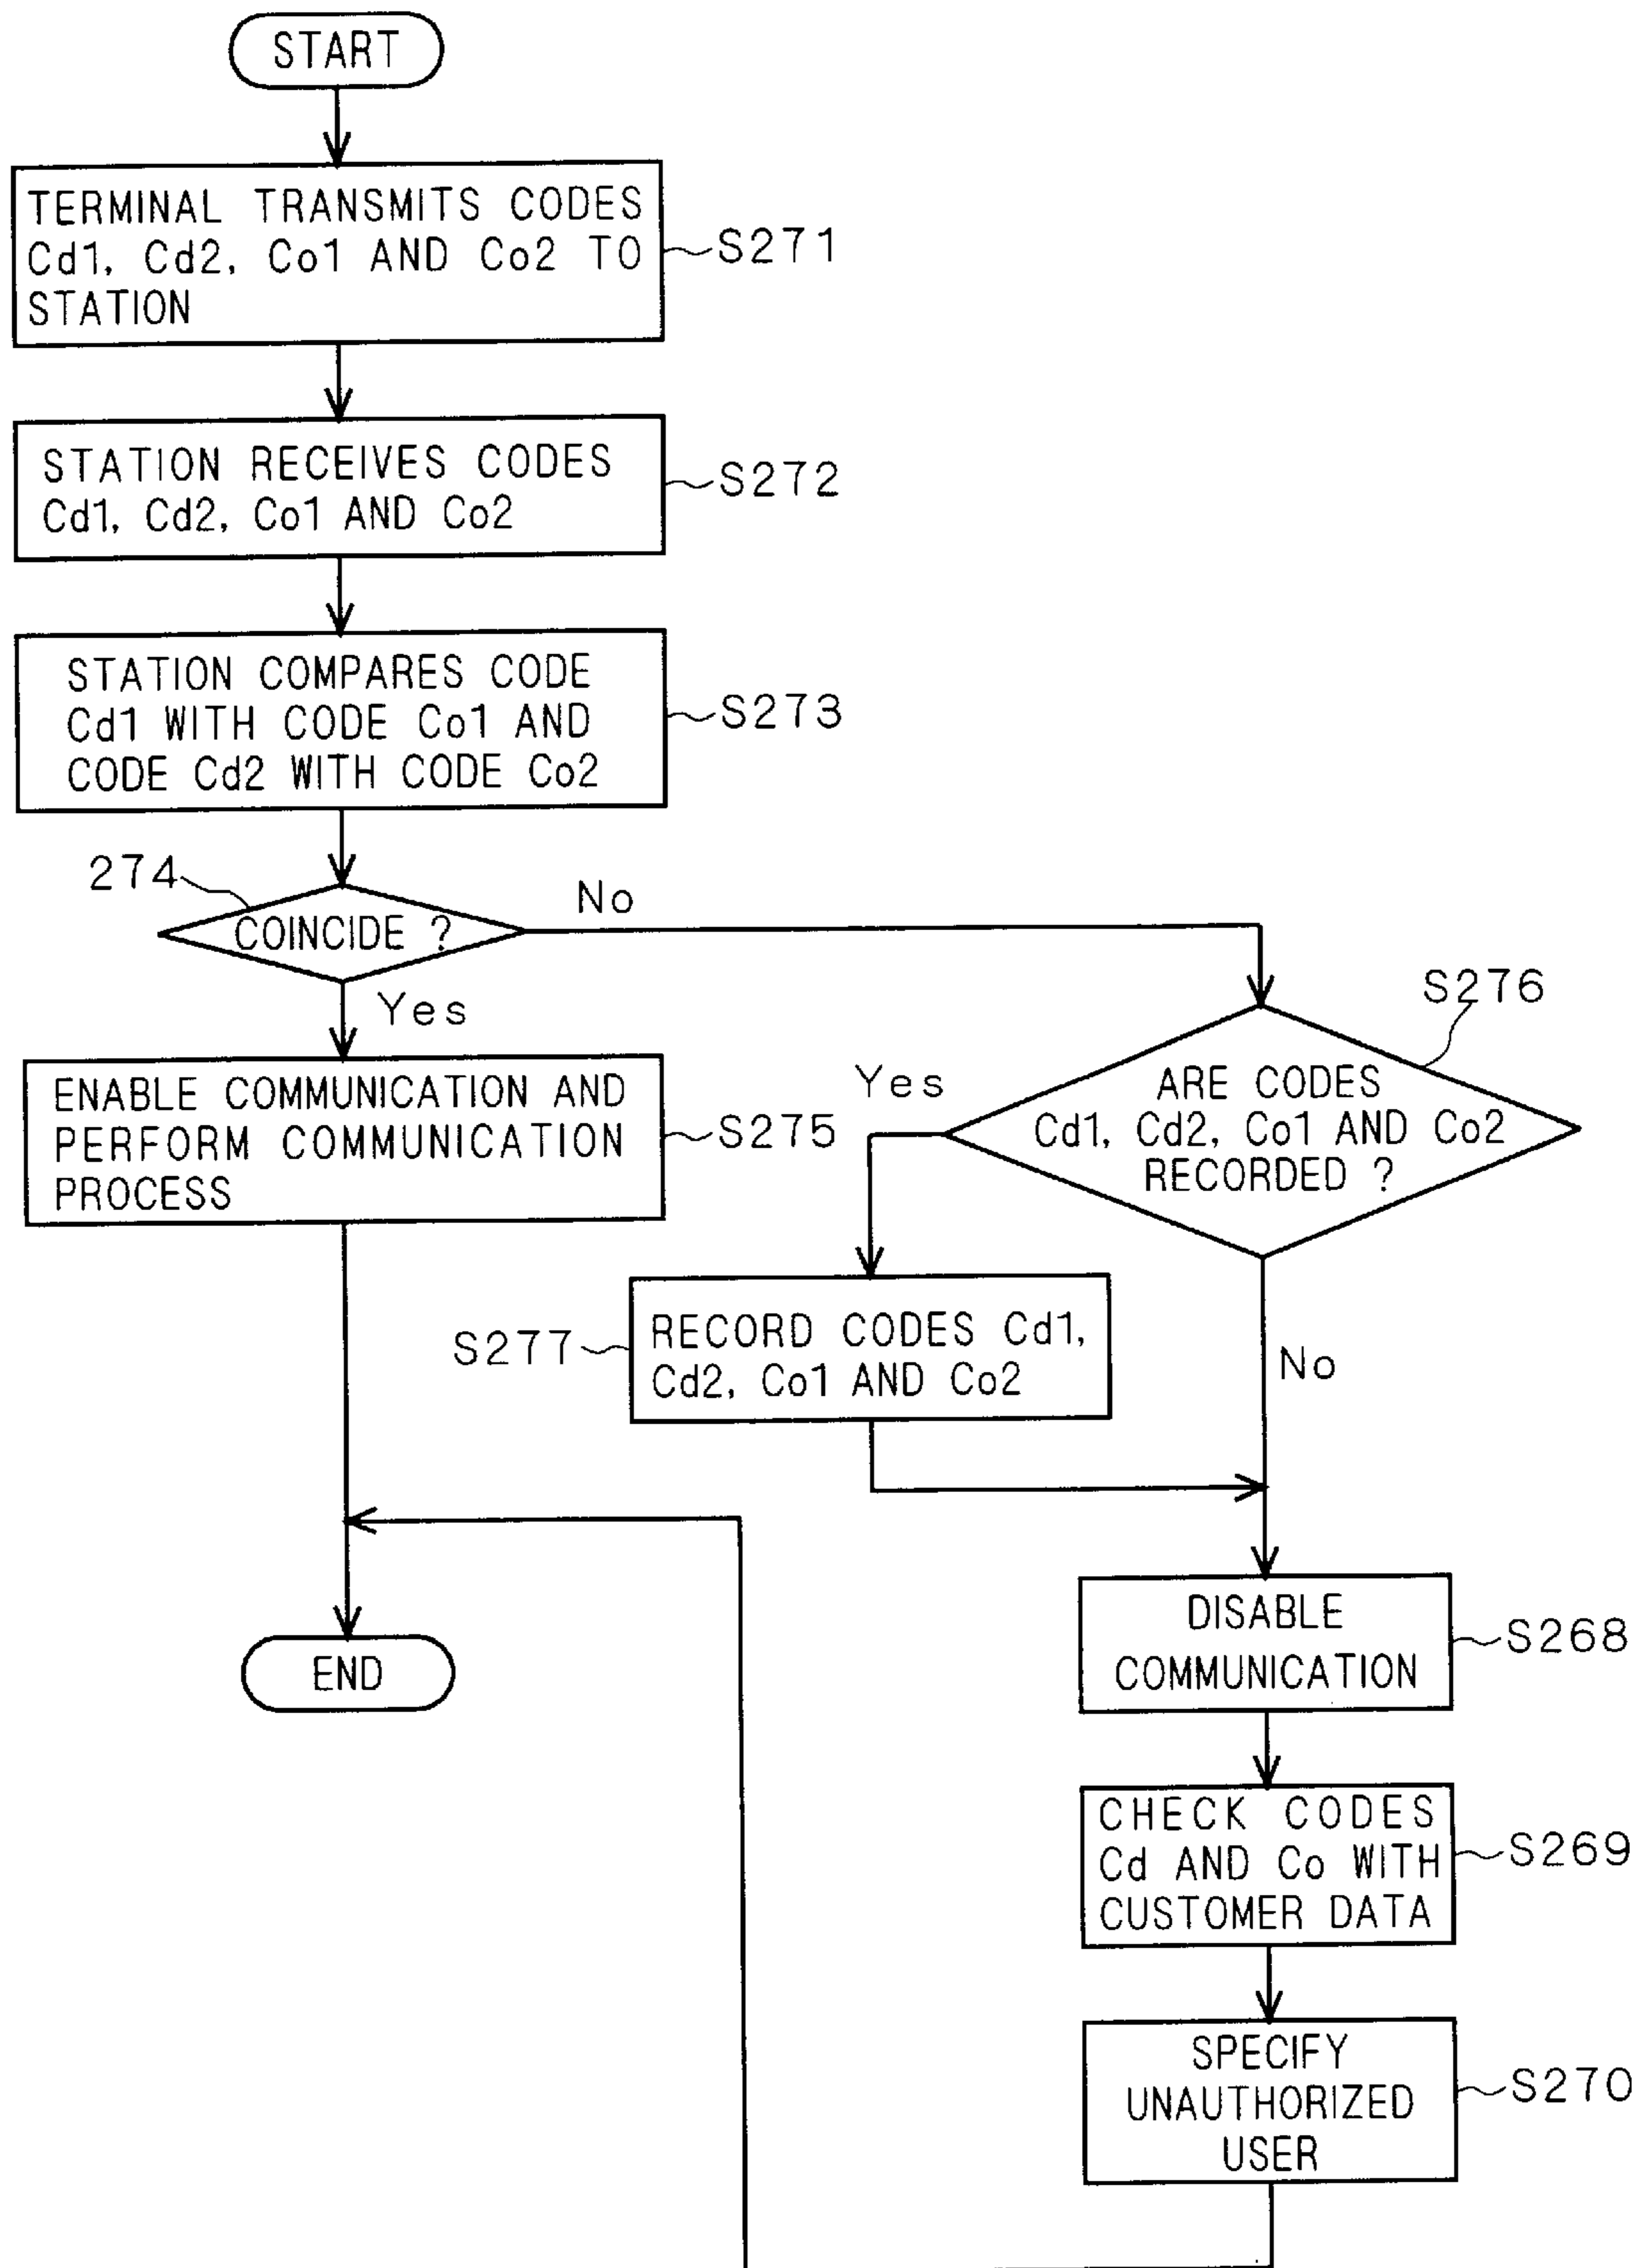 START
TERMINAL TRANSMITS CODES
Cd1, Cd2, Co1 AND Co2 TO
STATION
S271
STATION RECEIVES CODES
Cd1, Cd2, Co1 AND Co2
S272
STATION COMPARES CODE
Cd1 WITH CODE Co1 AND
CODE Cd2 WITH CODE Co2
S273
274
COINCIDE ?
No
Yes
S276
ARE CODES
Cd1, Cd2, Co1 AND Co2
RECORDED ?
Yes
ENABLE COMMUNICATION AND
PERFORM COMMUNICATION
PROCESS
S275
S277
RECORD CODES Cd1,
Cd2, Co1 AND Co2
No
END
DISABLE
COMMUNICATION
S268
CHECK CODES
Cd AND Co WITH
CUSTOMER DATA
S269
SPECIFY
UNAUTHORIZED
USER
S270